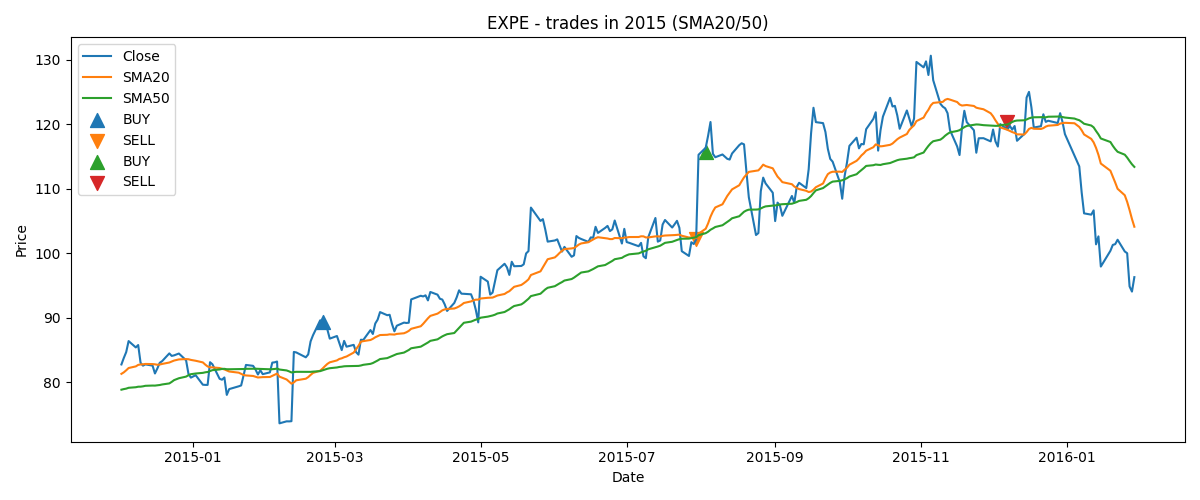 EXPE - trades in 2015 (SMA20/50)
Close
SMA20
SMA50
BUY
SELL
BUY
SELL
Price
130
120
110
100
90
80
2015-01
2015-03
2015-05
2015-07
2015-09
2015-11
2016-01
Date